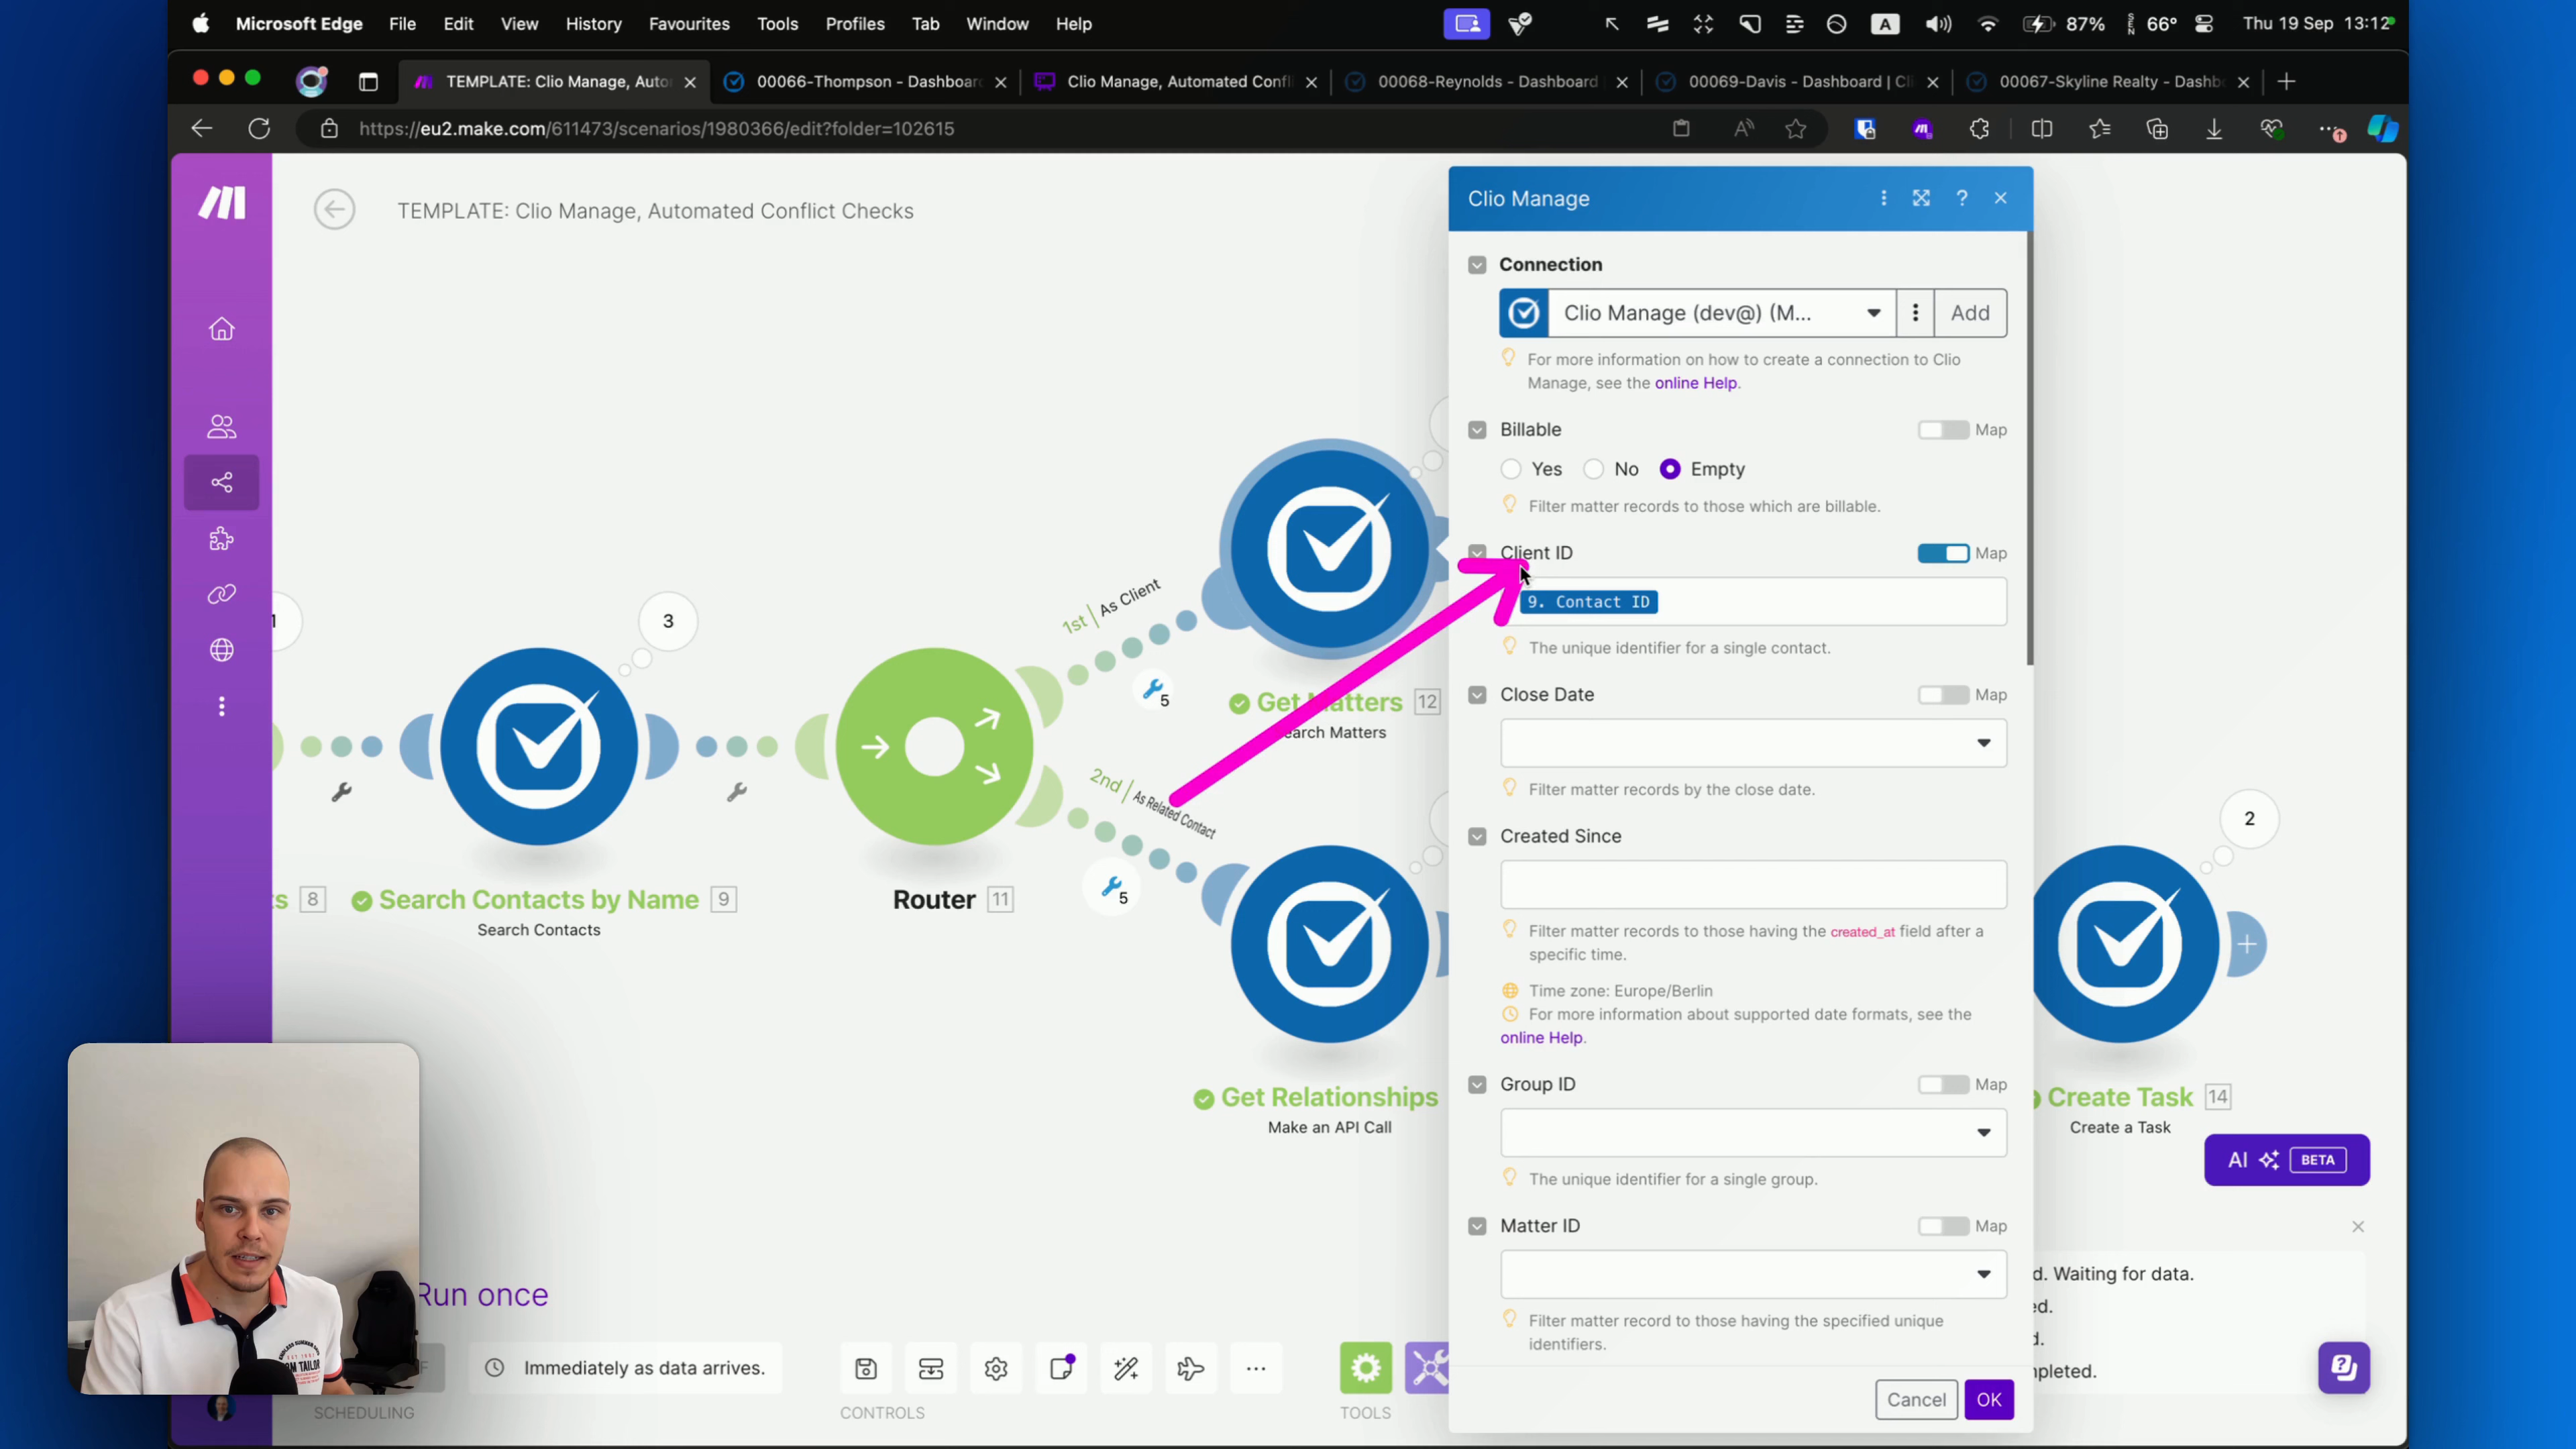 Microsoft Edge File Edit View History Favourites Tools Profiles Tab Window Help
A 87% SEN 66° Thu 19 Sep 13:12
TEMPLATE: Clio Manage, Auto
00066-Thompson - Dashboar
Clio Manage, Automated Confl
00068-Reynolds - Dashboard
00069-Davis - Dashboard | Cl
00067-Skyline Realty - Dashb
https://eu2.make.com/611473/scenarios/1980366/edit?folder=102615
TEMPLATE: Clio Manage, Automated Conflict Checks
Clio Manage
Connection
Clio Manage (dev@) (M...
Add
For more information on how to create a connection to Clio
Manage, see the online Help.
Billable
Map
Yes
No
Empty
Filter matter records to those which are billable.
Client ID
Map
9. Contact ID
The unique identifier for a single contact.
Close Date
Map
Filter matter records by the close date.
Created Since
Filter matter records to those having the created_at field after a
specific time.
Time zone: Europe/Berlin
For more information about supported date formats, see the
online Help.
Group ID
Map
The unique identifier for a single group.
Matter ID
Map
Filter matter record to those having the specified unique
identifiers.
Cancel
OK
1
3
s 8
Search Contacts by Name 9
Search Contacts
Router 11
1st | As Client
5
2nd | As Related Contact
5
Get Matters 12
earch Matters
Get Relationships
Make an API Call
2
Create Task 14
Create a Task
AI BETA
d. Waiting for data.
ed.
d.
mpleted.
Run once
F
Immediately as data arrives.
SCHEDULING
CONTROLS
TOOLS
TOM TAILOR